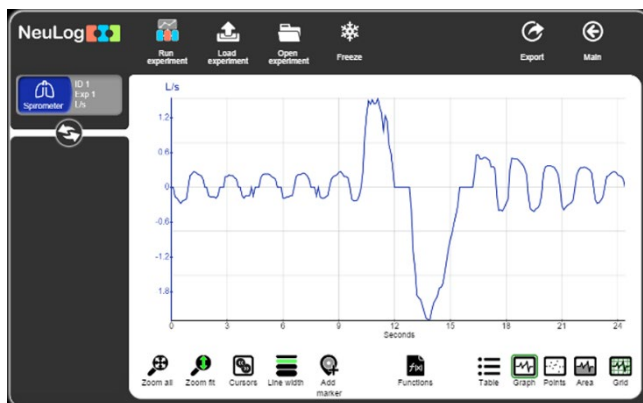 NeuLog
Run
experiment
Load
experiment
Open
experiment
Freeze
Export
Main
Spirometer
ID 1
Exp 1
L/s
L/s
1.2
0.6
0
-0.6
-1.2
1.8
0 3 6 9 12 15 18 21 24
Seconds
Zoom all
Zoom fit
Cursors
Line width
Add
marker
f(x)
Functions
Table
Graph
Points
Area
Grid